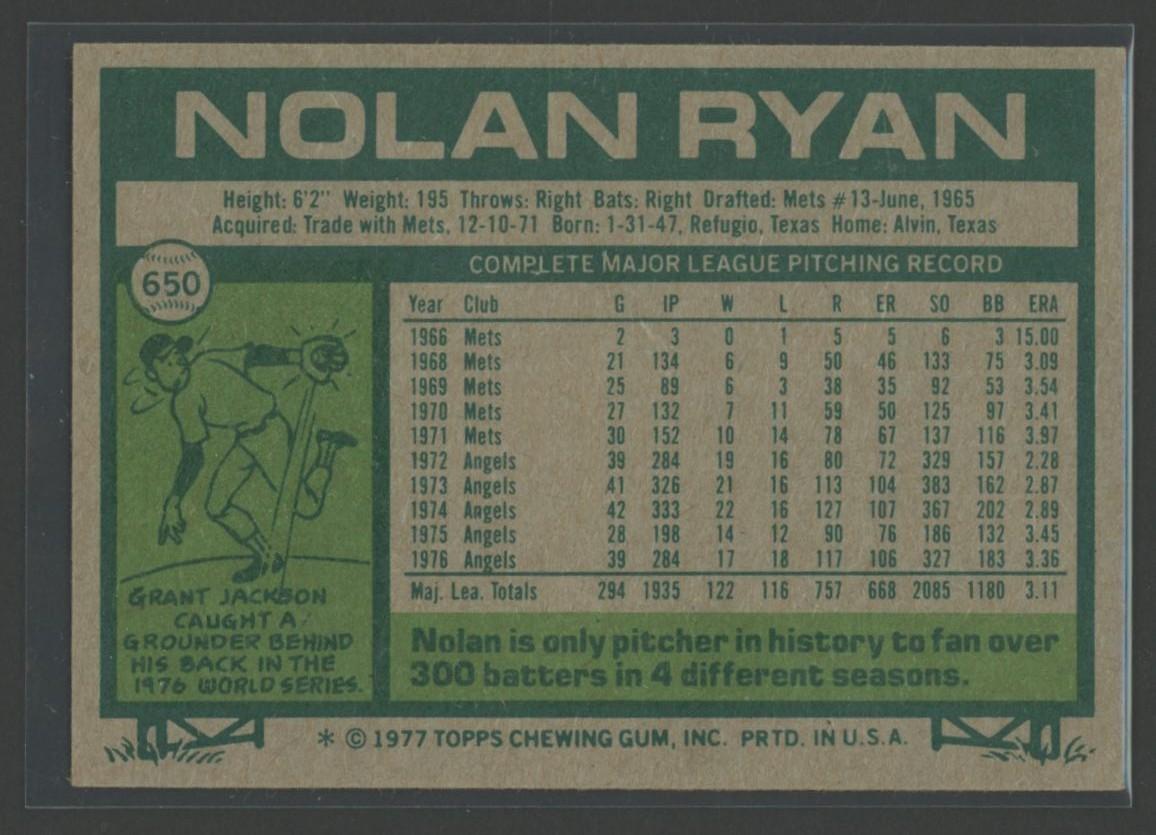 NOLAN RYAN
Height: 6'2" Weight: 195 Throws: Right Bats: Right Drafted: Mets #13-June, 1965
Acquired: Trade with Mets, 12-10-71 Born: 1-31-47, Refugio, Texas Home: Alvin, Texas
650
COMPLETE MAJOR LEAGUE PITCHING RECORD
Year Club G IP W L R ER SO BB ERA
1966 Mets 2 3 0 1 5 5 6 3 15.00
1968 Mets 21 134 6 9 50 46 133 75 3.09
1969 Mets 25 89 6 3 38 35 92 53 3.54
1970 Mets 27 132 7 11 59 50 125 97 3.41
1971 Mets 30 152 10 14 78 67 137 116 3.97
1972 Angels 39 284 19 16 80 72 329 157 2.28
1973 Angels 41 326 21 16 113 104 383 162 2.87
1974 Angels 42 333 22 16 127 107 367 202 2.89
1975 Angels 28 198 14 12 90 76 186 132 3.45
1976 Angels 39 284 17 18 117 106 327 183 3.36
Maj. Lea. Totals 294 1935 122 116 757 668 2085 1180 3.11
GRANT JACKSON
CAUGHT A
GROUNDER BEHIND
HIS BACK IN THE
1976 WORLD SERIES.
Nolan is only pitcher in history to fan over
300 batters in 4 different seasons.
* © 1977 TOPPS CHEWING GUM, INC. PRTD. IN U.S.A.